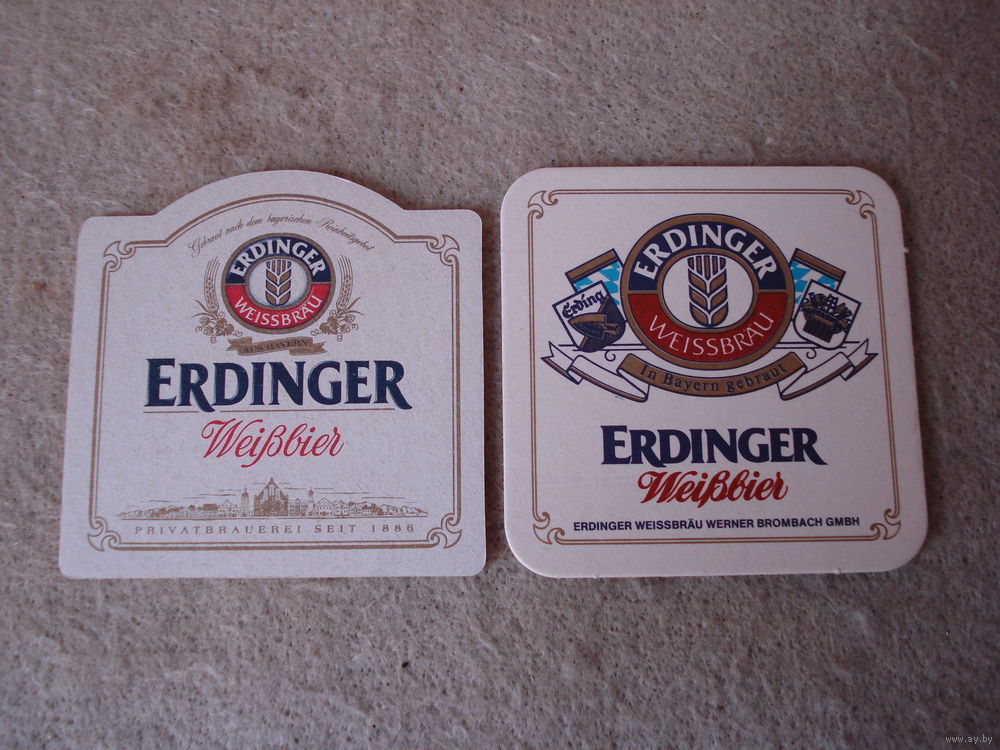 Gebraut nach dem bayerischen Reinheitsgebot
ERDINGER
WEISSBRÄU
AUS BAYERN
ERDINGER
Weißbier
PRIVATBRAUEREI SEIT 1886
ERDINGER
WEISSBRÄU
Erding
In Bayern gebraut
ERDINGER
Weißbier
ERDINGER WEISSBRÄU WERNER BROMBACH GMBH
www.ay.by